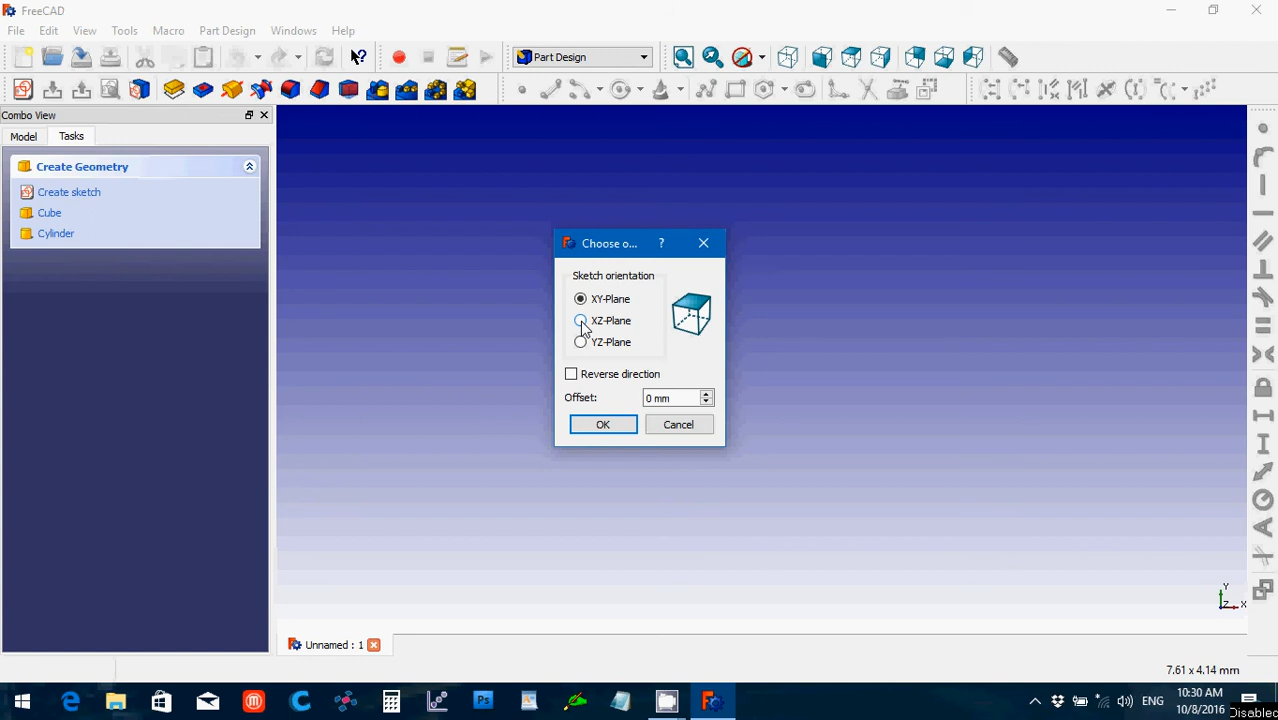 FreeCAD
File Edit View Tools Macro Part Design Windows Help
Part Design
Combo View
Model Tasks
Create Geometry
Create sketch
Cube
Cylinder
Choose o... ?
Sketch orientation
XY-Plane
XZ-Plane
YZ-Plane
Reverse direction
Offset: 0 mm
OK Cancel
Y
Z X
Unnamed : 1
7.61 x 4.14 mm
ENG
10:30 AM
10/8/2016
Disabled